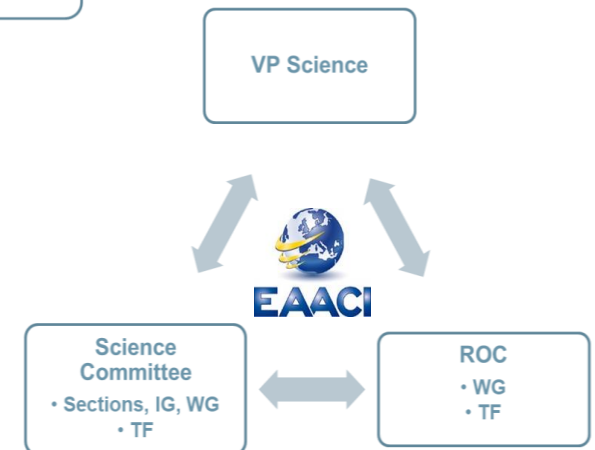 VP Science
EAACI
Science
Committee
• Sections, IG, WG
• TF
ROC
• WG
• TF